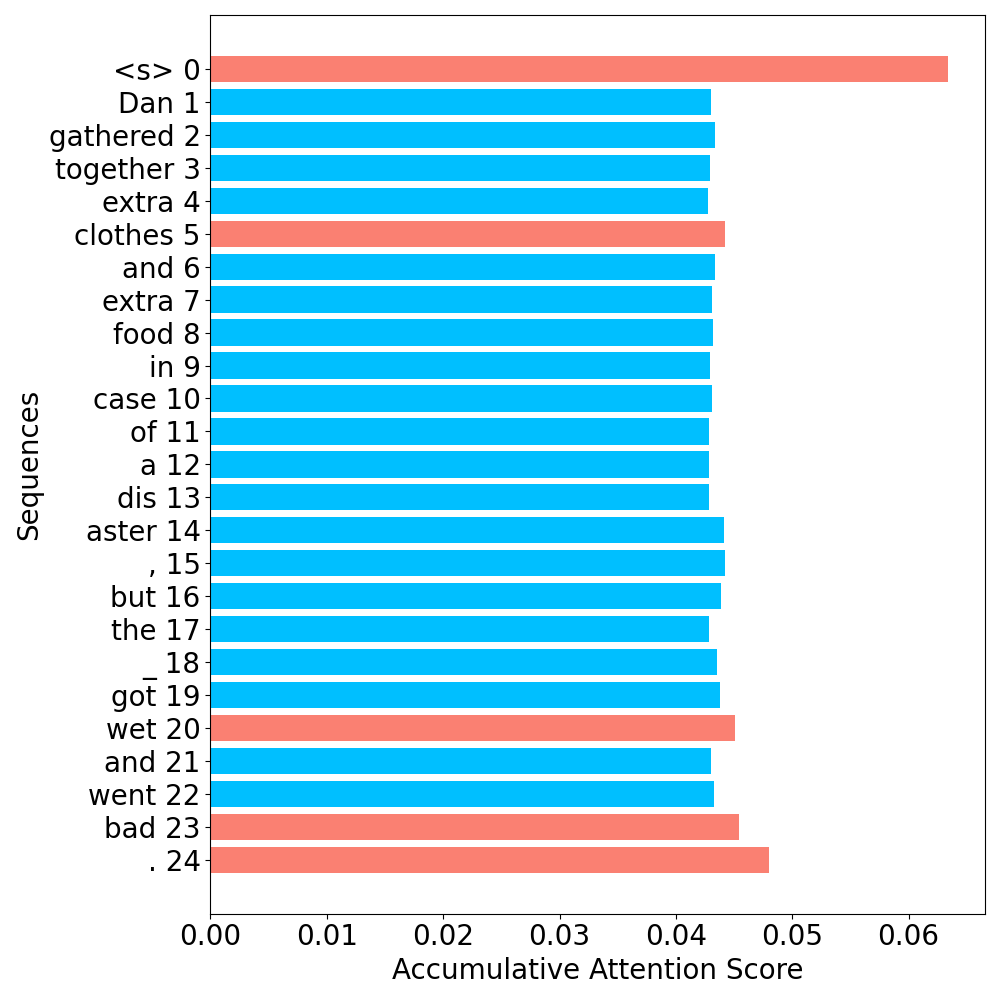 <s> 0
Dan 1
gathered 2
together 3
extra 4
clothes 5
and 6
extra 7
food 8
in 9
case 10
of 11
a 12
dis 13
aster 14
, 15
but 16
the 17
_ 18
got 19
wet 20
and 21
went 22
bad 23
. 24
Sequences
0.00 0.01 0.02 0.03 0.04 0.05 0.06
Accumulative Attention Score